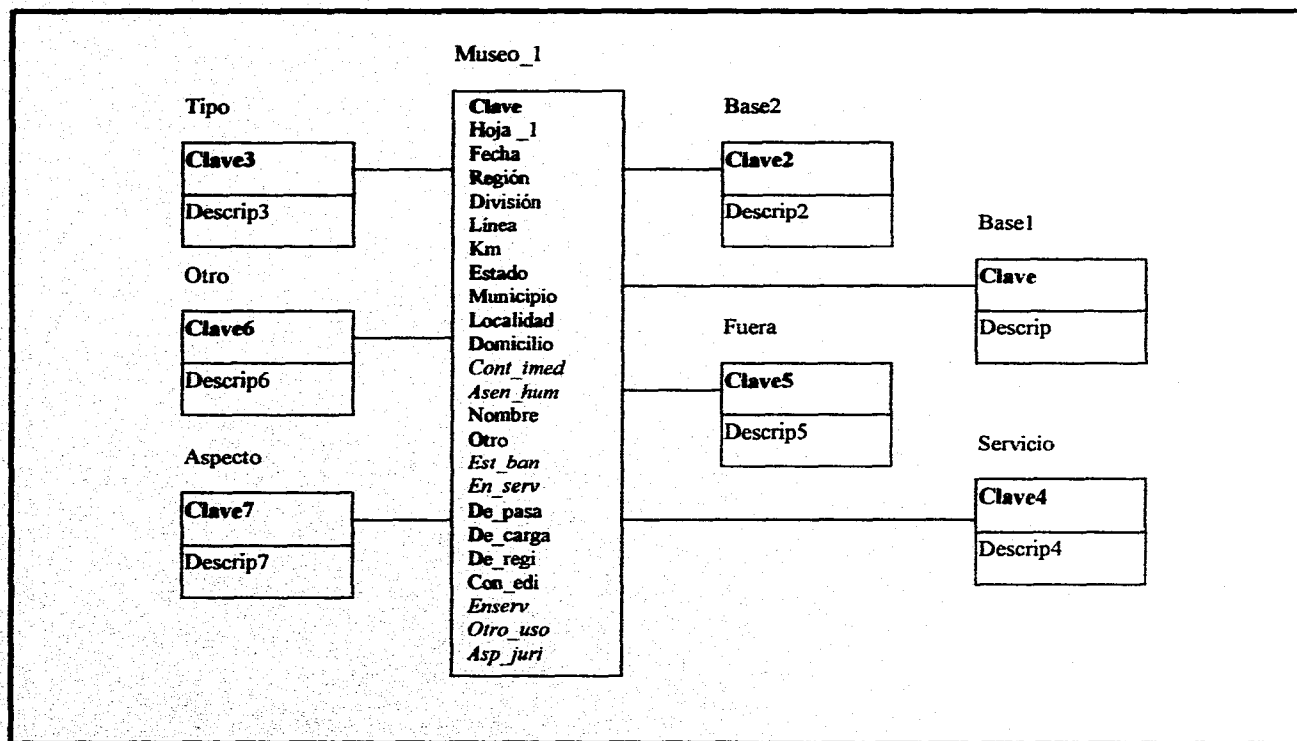 Museo_1
Clave
Hoja _1
Fecha
Región
División
Línea
Km
Estado
Municipio
Localidad
Domicilio
Cont_imed
Asen_hum
Nombre
Otro
Est_ban
En_serv
De_pasa
De_carga
De_regi
Con_edi
Enserv
Otro_uso
Asp_juri
Tipo
Clave3
Descrip3
Otro
Clave6
Descrip6
Aspecto
Clave7
Descrip7
Base2
Clave2
Descrip2
Base1
Clave
Descrip
Fuera
Clave5
Descrip5
Servicio
Clave4
Descrip4